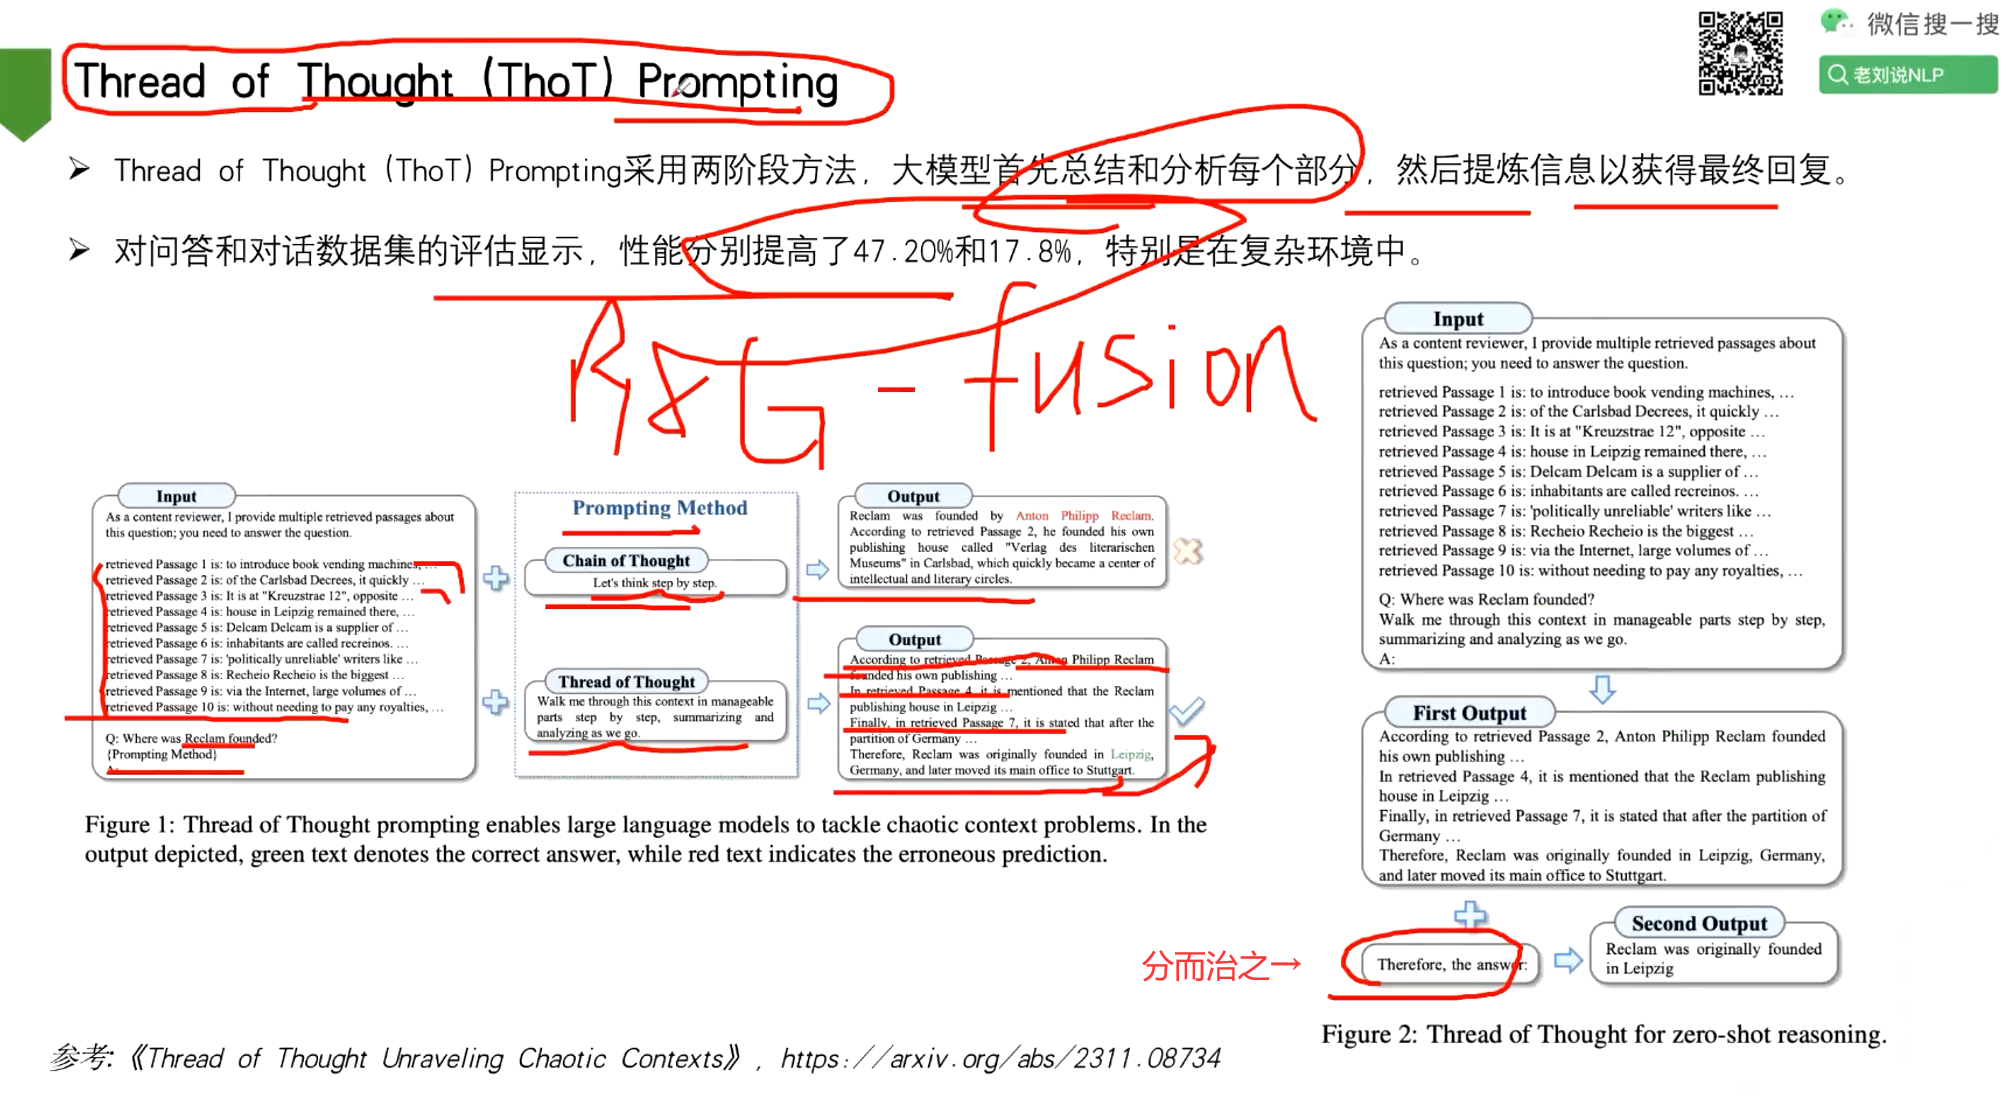 微信搜一搜
老刘说NLP
Thread of Thought (ThoT) Prompting
Thread of Thought (ThoT) Prompting采用两阶段方法，大模型首先总结和分析每个部分，然后提炼信息以获得最终回复。
对问答和对话数据集的评估显示，性能分别提高了47.20%和17.8%，特别是在复杂环境中。
RAG - fusion
Input
As a content reviewer, I provide multiple retrieved passages about
this question; you need to answer the question.
retrieved Passage 1 is: to introduce book vending machines, …
retrieved Passage 2 is: of the Carlsbad Decrees, it quickly …
retrieved Passage 3 is: It is at "Kreuzstrae 12", opposite …
retrieved Passage 4 is: house in Leipzig remained there, …
retrieved Passage 5 is: Delcam Delcam is a supplier of …
retrieved Passage 6 is: inhabitants are called recreinos. …
retrieved Passage 7 is: 'politically unreliable' writers like …
retrieved Passage 8 is: Recheio Recheio is the biggest …
retrieved Passage 9 is: via the Internet, large volumes of …
retrieved Passage 10 is: without needing to pay any royalties, …
Q: Where was Reclam founded?
{Prompting Method}
A:
Prompting Method
Chain of Thought
Let's think step by step.
Thread of Thought
Walk me through this context in manageable
parts step by step, summarizing and
analyzing as we go.
Output
Reclam was founded by Anton Philipp Reclam.
According to retrieved Passage 2, he founded his own
publishing house called "Verlag des literarischen
Museums" in Carlsbad, which quickly became a center of
intellectual and literary circles.
Output
According to retrieved Passage 2, Anton Philipp Reclam
founded his own publishing …
In retrieved Passage 4, it is mentioned that the Reclam
publishing house in Leipzig …
Finally, in retrieved Passage 7, it is stated that after the
partition of Germany …
Therefore, Reclam was originally founded in Leipzig,
Germany, and later moved its main office to Stuttgart.
Figure 1: Thread of Thought prompting enables large language models to tackle chaotic context problems. In the
output depicted, green text denotes the correct answer, while red text indicates the erroneous prediction.
Input
As a content reviewer, I provide multiple retrieved passages about
this question; you need to answer the question.
retrieved Passage 1 is: to introduce book vending machines, …
retrieved Passage 2 is: of the Carlsbad Decrees, it quickly …
retrieved Passage 3 is: It is at "Kreuzstrae 12", opposite …
retrieved Passage 4 is: house in Leipzig remained there, …
retrieved Passage 5 is: Delcam Delcam is a supplier of …
retrieved Passage 6 is: inhabitants are called recreinos. …
retrieved Passage 7 is: 'politically unreliable' writers like …
retrieved Passage 8 is: Recheio Recheio is the biggest …
retrieved Passage 9 is: via the Internet, large volumes of …
retrieved Passage 10 is: without needing to pay any royalties, …
Q: Where was Reclam founded?
Walk me through this context in manageable parts step by step,
summarizing and analyzing as we go.
A:
First Output
According to retrieved Passage 2, Anton Philipp Reclam founded
his own publishing …
In retrieved Passage 4, it is mentioned that the Reclam publishing
house in Leipzig …
Finally, in retrieved Passage 7, it is stated that after the partition of
Germany …
Therefore, Reclam was originally founded in Leipzig, Germany,
and later moved its main office to Stuttgart.
分而治之→
Therefore, the answer:
Second Output
Reclam was originally founded
in Leipzig
Figure 2: Thread of Thought for zero-shot reasoning.
参考:《Thread of Thought Unraveling Chaotic Contexts》, https://arxiv.org/abs/2311.08734